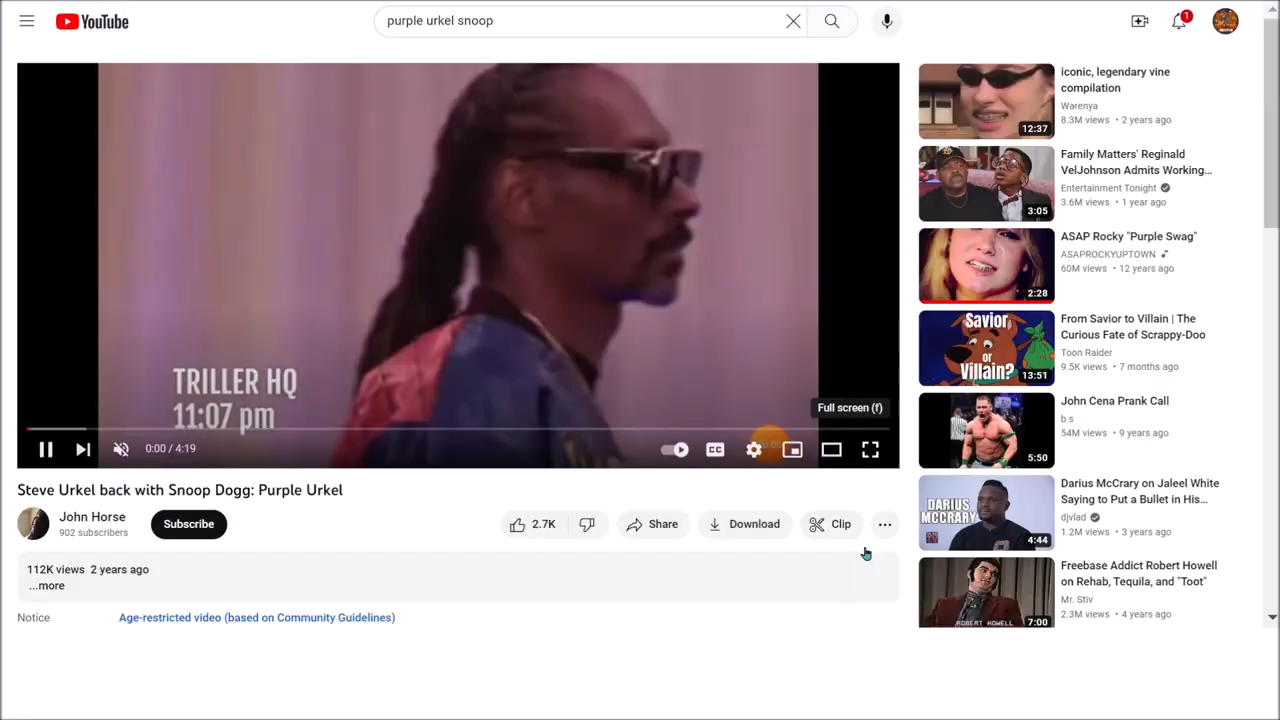 YouTube
purple urkel snoop
1
TRILLER HQ
11:07 pm
Full screen (f)
0:00 / 4:19
CC
Steve Urkel back with Snoop Dogg: Purple Urkel
John Horse
902 subscribers
Subscribe
2.7K
Share
Download
Clip
112K views 2 years ago
...more
Notice
Age-restricted video (based on Community Guidelines)
12:37
iconic, legendary vine
compilation
Warenya
8.3M views • 2 years ago
3:05
Family Matters' Reginald
VelJohnson Admits Working...
Entertainment Tonight
3.6M views • 1 year ago
2:28
ASAP Rocky "Purple Swag"
ASAPROCKYUPTOWN
60M views • 12 years ago
Savior
or
Villain?
13:51
From Savior to Villain | The
Curious Fate of Scrappy-Doo
Toon Raider
9.5K views • 7 months ago
5:50
John Cena Prank Call
b s
54M views • 9 years ago
DARIUS
MCCRARY
4:44
Darius McCrary on Jaleel White
Saying to Put a Bullet in His...
djvlad
1.2M views • 3 years ago
ROBERT HOWELL
7:00
Freebase Addict Robert Howell
on Rehab, Tequila, and "Toot"
Mr. Stiv
2.3M views • 4 years ago